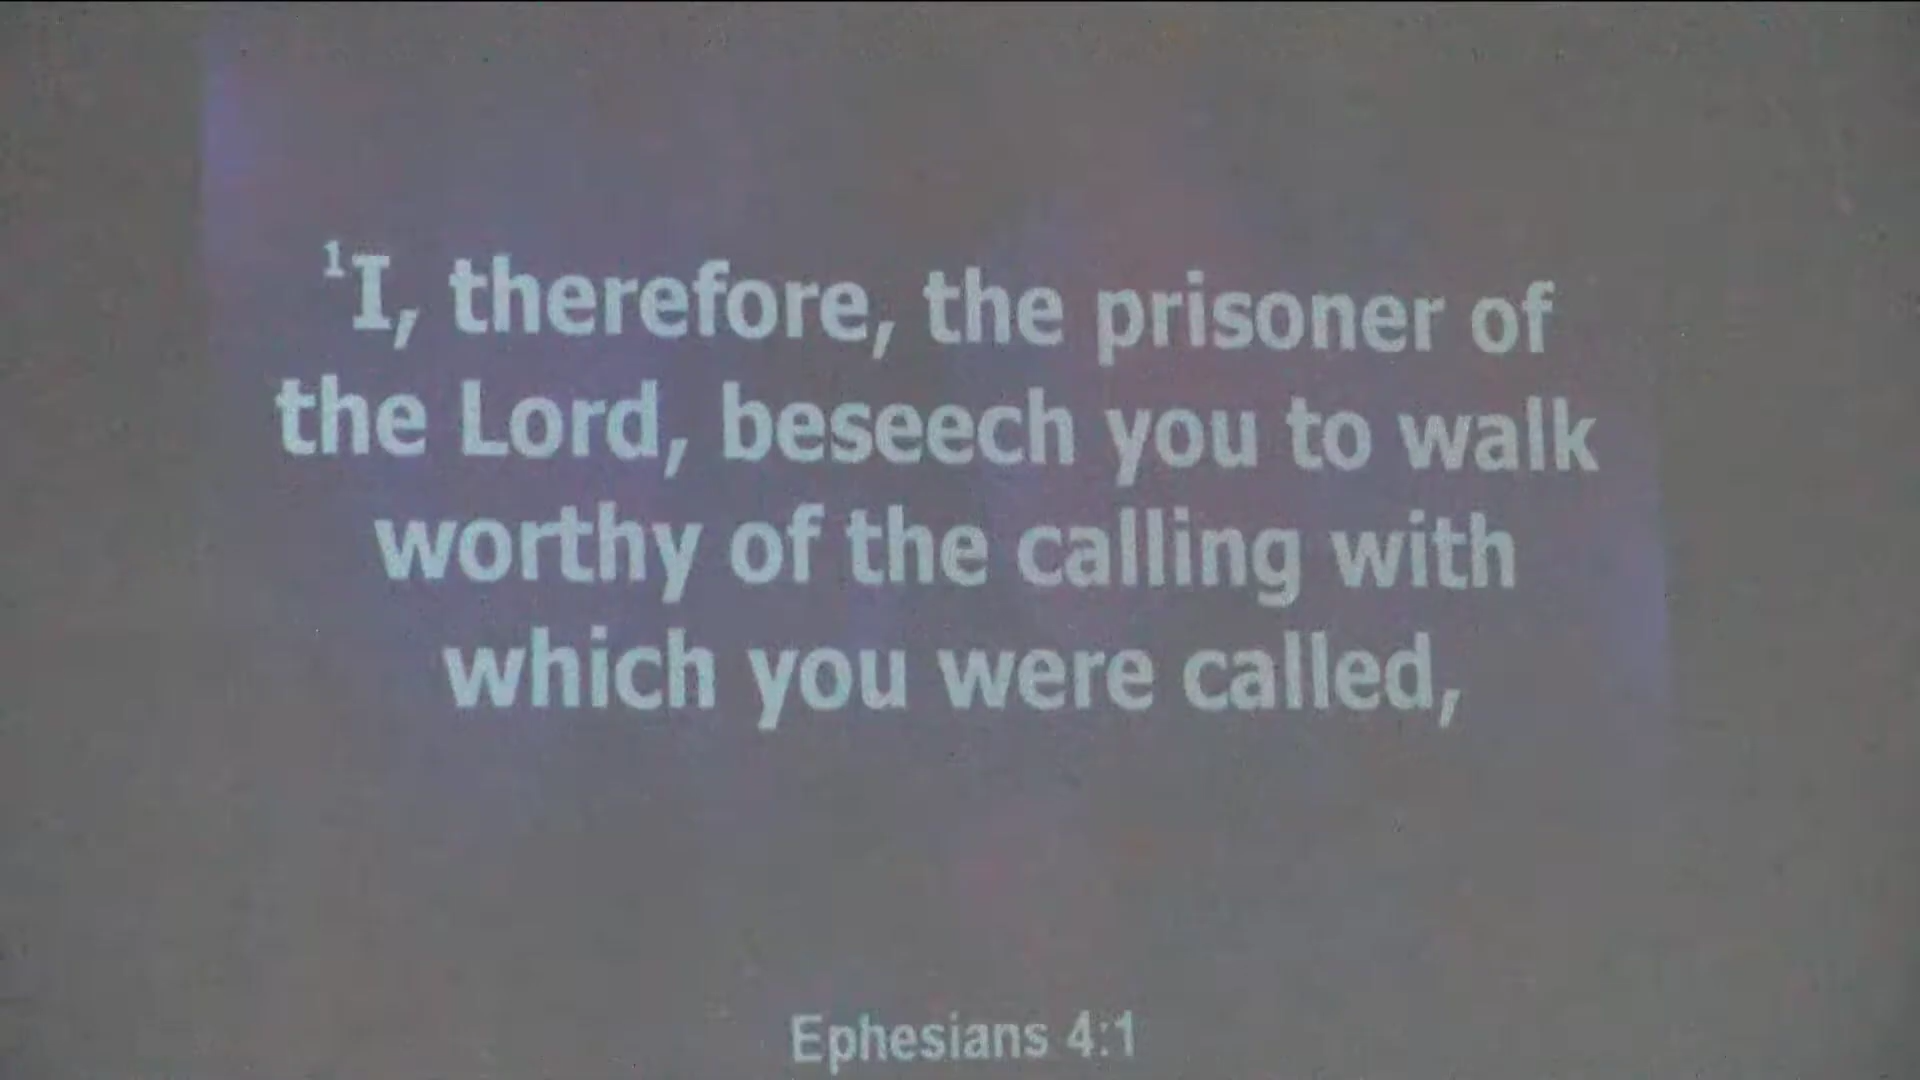 ¹I, therefore, the prisoner of
the Lord, beseech you to walk
worthy of the calling with
which you were called,
Ephesians 4:1